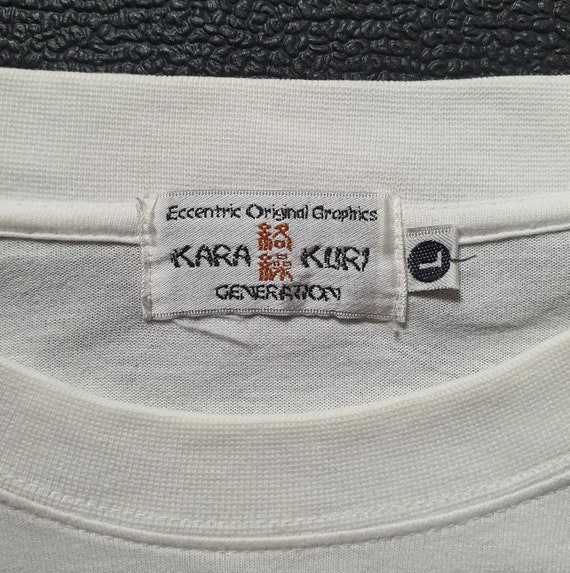 Eccentric Original Graphics
KARA 絡繰 KURI
GENERATION
L